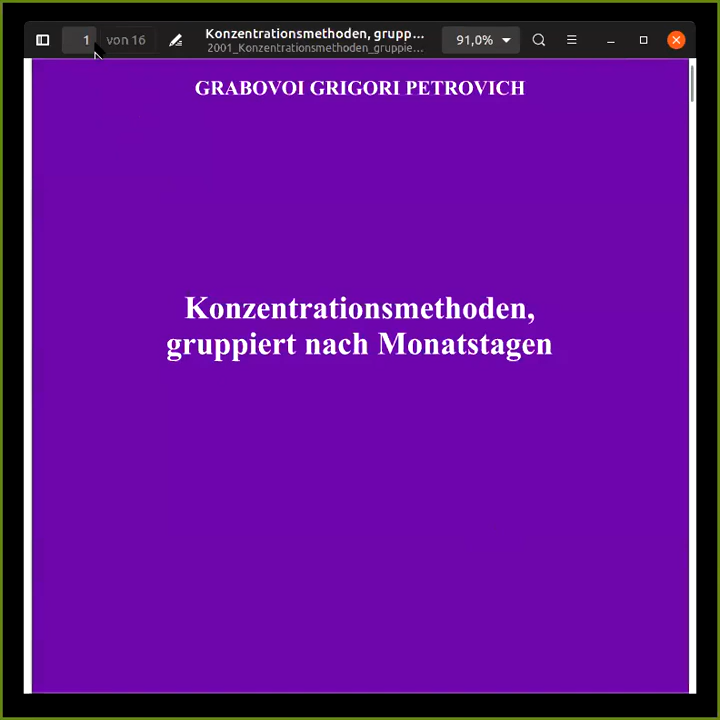 1 von 16
Konzentrationsmethoden, grupp...
2001_Konzentrationsmethoden_gruppie...
91,0%
GRABOVOI GRIGORI PETROVICH
Konzentrationsmethoden,
gruppiert nach Monatstagen